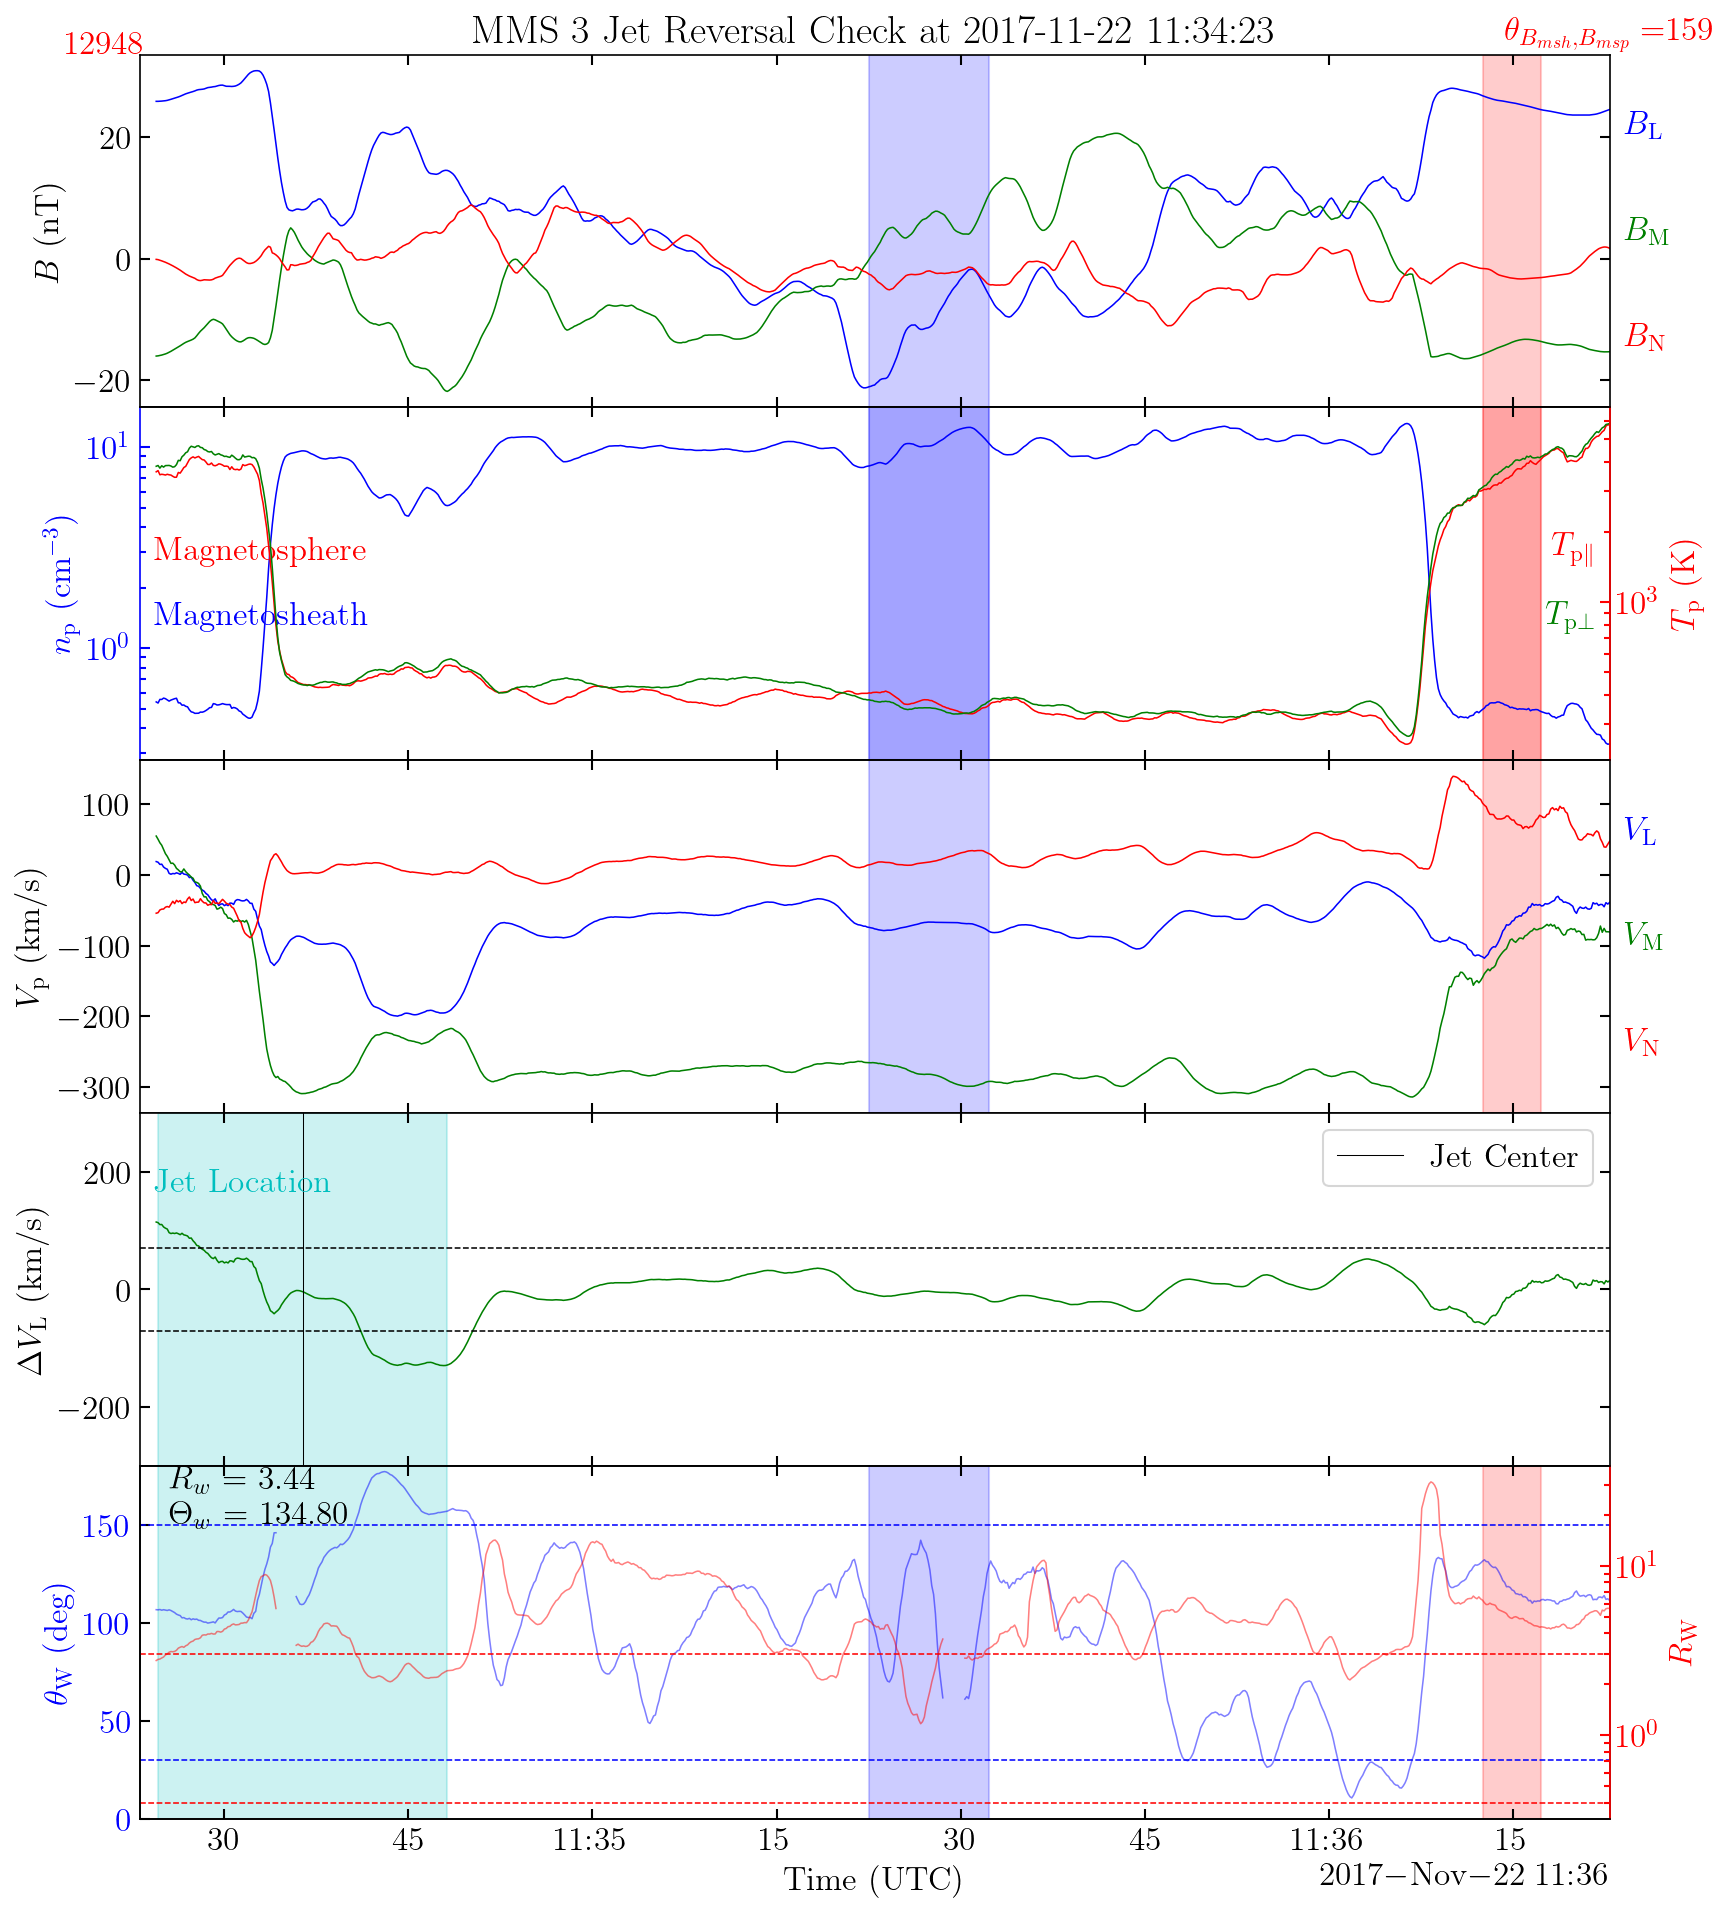 12948
MMS 3 Jet Reversal Check at 2017-11-22 11:34:23
θ_{B_{msh},B_{msp}} =159
B (nT)
20
0
−20
B_L
B_M
B_N
n_p (cm^{−3})
10^1
10^0
Magnetosphere
Magnetosheath
T_{p∥}
T_{p⊥}
10^3
T_p (K)
V_p (km/s)
100
0
−100
−200
−300
V_L
V_M
V_N
ΔV_L (km/s)
200
0
−200
Jet Location
Jet Center
R_w = 3.44
Θ_w = 134.80
θ_W (deg)
150
100
50
0
10^1
10^0
R_W
30 45 11:35 15 30 45 11:36 15
Time (UTC)
2017−Nov−22 11:36